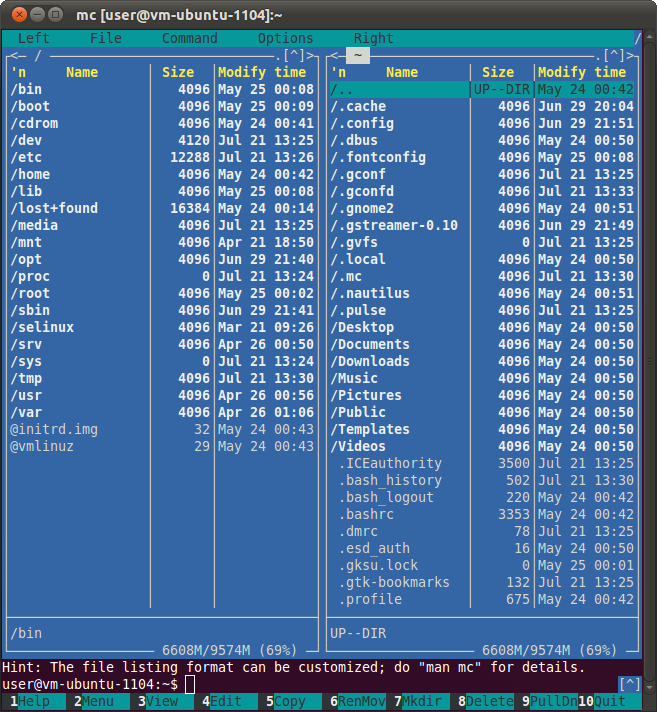 mc [user@vm-ubuntu-1104]:~
Left File Command Options Right
<─ / ─.[^]>
'n Name Size Modify time
/bin 4096 May 25 00:08
/boot 4096 May 25 00:09
/cdrom 4096 May 24 00:41
/dev 4120 Jul 21 13:25
/etc 12288 Jul 21 13:26
/home 4096 May 24 00:42
/lib 4096 May 25 00:08
/lost+found 16384 May 24 00:14
/media 4096 Jul 21 13:25
/mnt 4096 Apr 21 18:50
/opt 4096 Jun 29 21:40
/proc 0 Jul 21 13:24
/root 4096 May 25 00:02
/sbin 4096 Jun 29 21:41
/selinux 4096 Mar 21 09:26
/srv 4096 Apr 26 00:50
/sys 0 Jul 21 13:24
/tmp 4096 Jul 21 13:30
/usr 4096 Apr 26 00:56
/var 4096 Apr 26 01:06
@initrd.img 32 May 24 00:43
@vmlinuz 29 May 24 00:43
/bin
6608M/9574M (69%)
<─ ~ ─.[^]>
'n Name Size Modify time
/.. UP--DIR May 24 00:42
/.cache 4096 Jun 29 20:04
/.config 4096 Jun 29 21:51
/.dbus 4096 May 24 00:50
/.fontconfig 4096 May 25 00:08
/.gconf 4096 Jul 21 13:25
/.gconfd 4096 Jul 21 13:33
/.gnome2 4096 May 24 00:51
/.gstreamer-0.10 4096 Jun 29 21:49
/.gvfs 0 Jul 21 13:25
/.local 4096 May 24 00:50
/.mc 4096 Jul 21 13:30
/.nautilus 4096 May 24 00:51
/.pulse 4096 Jul 21 13:25
/Desktop 4096 May 24 00:50
/Documents 4096 May 24 00:50
/Downloads 4096 May 24 00:50
/Music 4096 May 24 00:50
/Pictures 4096 May 24 00:50
/Public 4096 May 24 00:50
/Templates 4096 May 24 00:50
/Videos 4096 May 24 00:50
.ICEauthority 3500 Jul 21 13:25
.bash_history 502 Jul 21 13:30
.bash_logout 220 May 24 00:42
.bashrc 3353 May 24 00:42
.dmrc 78 Jul 21 13:25
.esd_auth 16 May 24 00:50
.gksu.lock 0 May 25 00:01
.gtk-bookmarks 132 Jul 21 13:25
.profile 675 May 24 00:42
UP--DIR
6608M/9574M (69%)
Hint: The file listing format can be customized; do "man mc" for details.
user@vm-ubuntu-1104:~$ [^]
1Help 2Menu 3View 4Edit 5Copy 6RenMov 7Mkdir 8Delete 9PullDn 10Quit